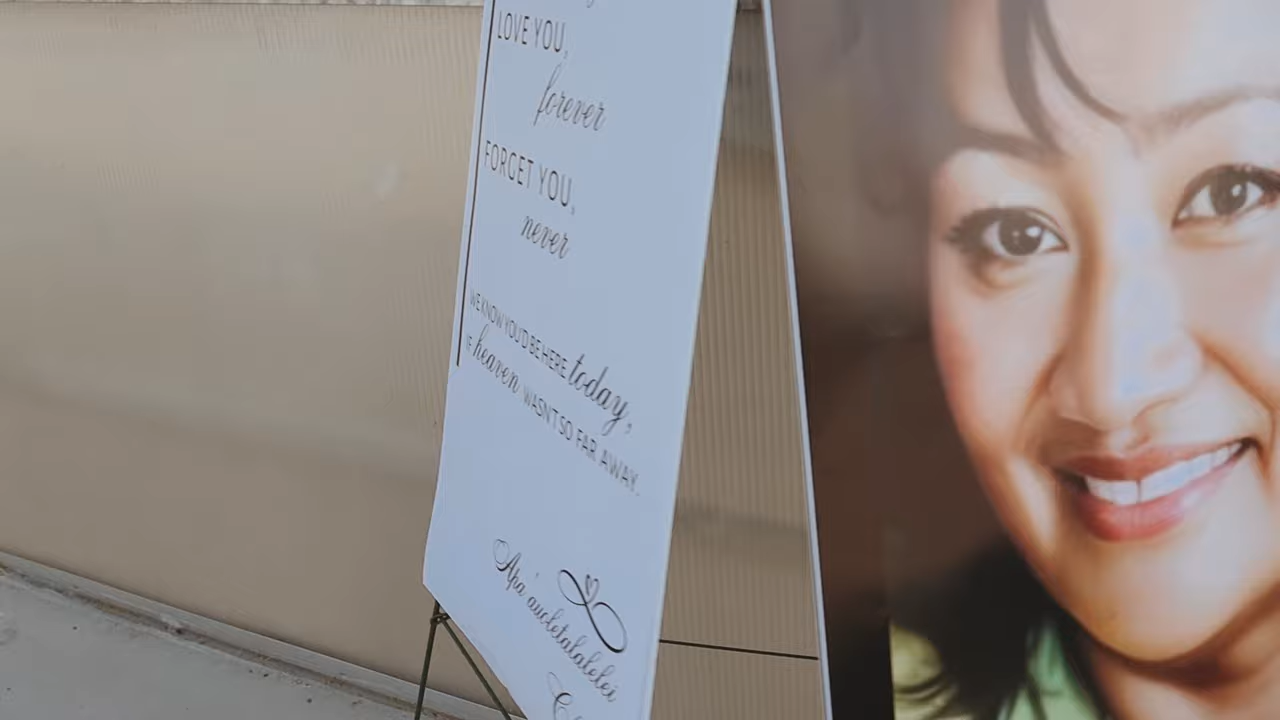 LOVE YOU,
forever
FORGET YOU,
never
WE KNOW YOU'D BE HERE today,
IF heaven WASN'T SO FAR AWAY.